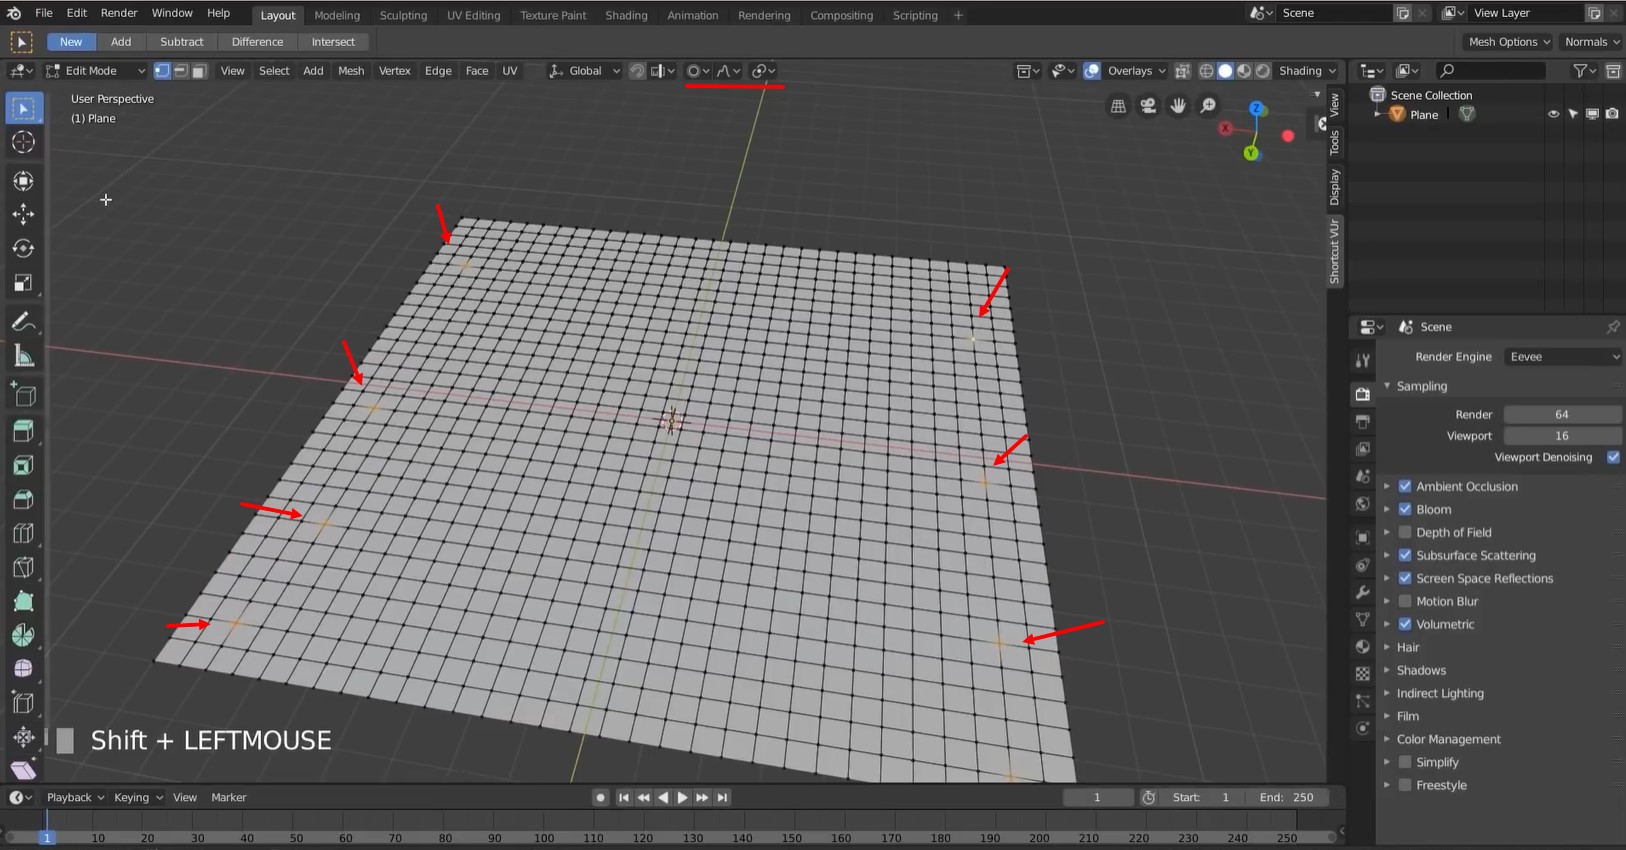 File Edit Render Window Help Layout Modeling Sculpting UV Editing Texture Paint Shading Animation Rendering Compositing Scripting + Scene View Layer
New Add Subtract Difference Intersect Mesh Options Normals
Edit Mode View Select Add Mesh Vertex Edge Face UV Global Overlays Shading
User Perspective
(1) Plane
Z
X
Y
View
Tools
Display
Shortcut VUr
Scene Collection
Plane
Scene
Render Engine Eevee
Sampling
Render 64
Viewport 16
Viewport Denoising
Ambient Occlusion
Bloom
Depth of Field
Subsurface Scattering
Screen Space Reflections
Motion Blur
Volumetric
Hair
Shadows
Indirect Lighting
Film
Color Management
Simplify
Freestyle
Shift + LEFTMOUSE
Playback Keying View Marker 1 Start: 1 End: 250
1 10 20 30 40 50 60 70 80 90 100 110 120 130 140 150 160 170 180 190 200 210 220 230 240 250